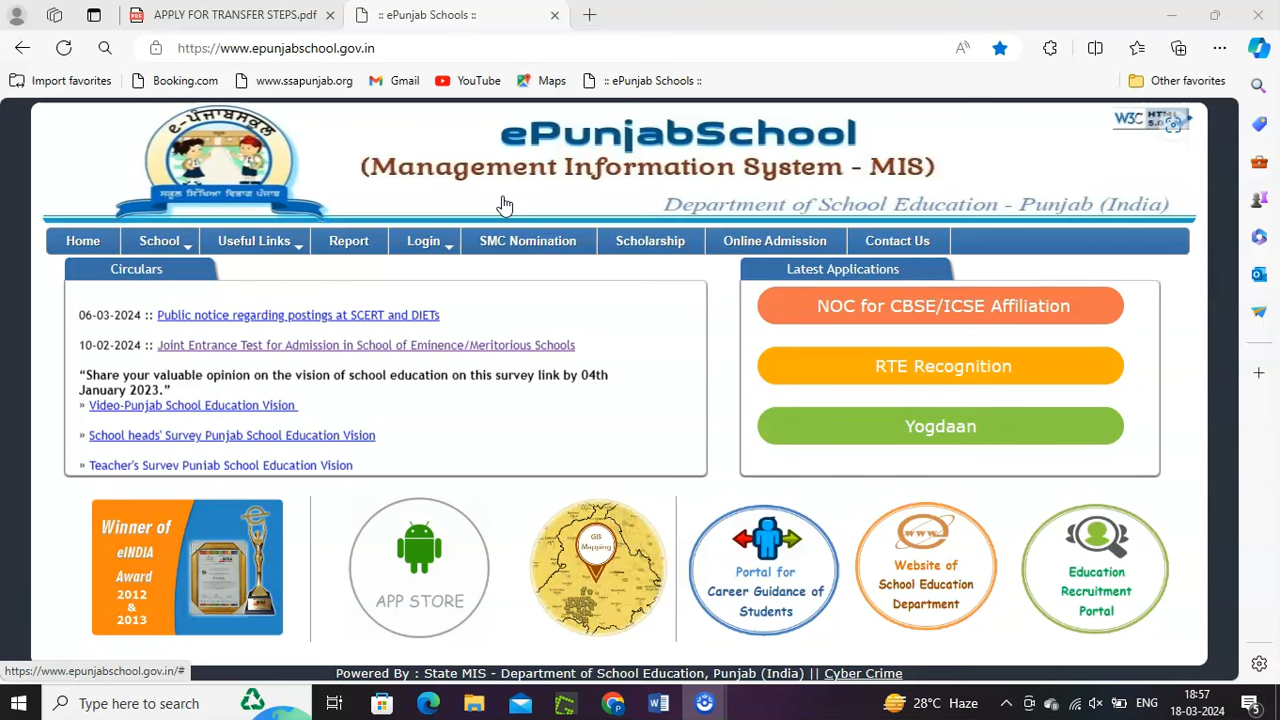 APPLY FOR TRANSFER STEPS.pdf
:: ePunjab Schools ::
https://www.epunjabschool.gov.in
Import favorites
Booking.com
www.ssapunjab.org
Gmail
YouTube
Maps
:: ePunjab Schools ::
Other favorites
ਈ-ਪੰਜਾਬਸਕੂਲ
ਸਕੂਲ ਸਿੱਖਿਆ ਵਿਭਾਗ ਪੰਜਾਬ
ePunjabSchool
(Management Information System - MIS)
Department of School Education - Punjab (India)
W3C HTML
Home
School
Useful Links
Report
Login
SMC Nomination
Scholarship
Online Admission
Contact Us
Circulars
06-03-2024 :: Public notice regarding postings at SCERT and DIETs
10-02-2024 :: Joint Entrance Test for Admission in School of Eminence/Meritorious Schools
“Share your valuable opinion on the vision of school education on this survey link by 04th
January 2023.”
» Video-Punjab School Education Vision
» School heads' Survey Punjab School Education Vision
» Teacher's Survey Punjab School Education Vision
Latest Applications
NOC for CBSE/ICSE Affiliation
RTE Recognition
Yogdaan
Winner of
eINDIA
Award
2012
&
2013
APP STORE
GIS
Mapping
Portal for
Career Guidance of
Students
WWW
Website of
School Education
Department
Education
Recruitment
Portal
https://www.epunjabschool.gov.in/#
Powered By : State MIS - Department of School Education, Punjab (India) || Cyber Crime
Type here to search
28°C Haze
ENG
18:57
18-03-2024
5